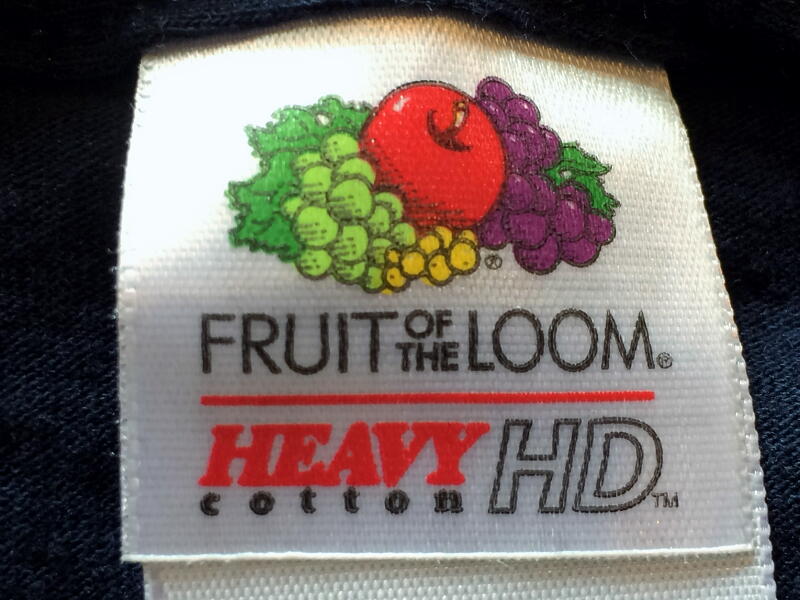 ®
FRUIT OF THE LOOM®
HEAVY cotton HD™